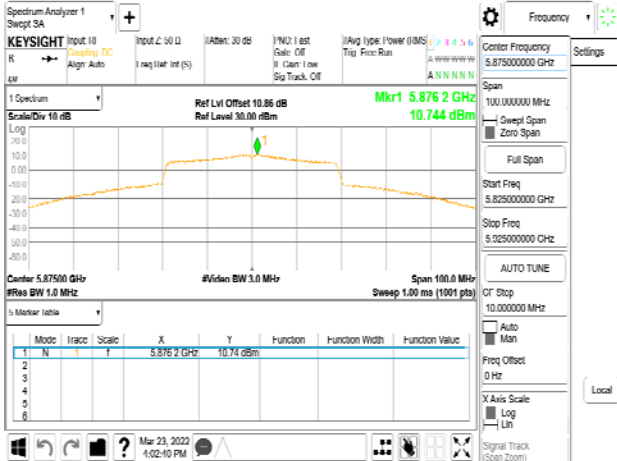 Spectrum Analyzer 1
Swept SA
+
Frequency
KEYSIGHT
Input: RF
Coupling: DC
Align: Auto
Input Z: 50 Ω
Freq Ref: Int (S)
#Atten: 30 dB
PNO: Fast
Gate: Off
IF Gain: Low
Sig Track: Off
#Avg Type: Power (RMS
Trig: Free Run
1 2 3 4 5 6
A W W W W W
A N N N N N
R
Center Frequency
5.875000000 GHz
Settings
Span
100.000000 MHz
Swept Span
Zero Span
Full Span
Start Freq
5.825000000 GHz
Stop Freq
5.925000000 GHz
AUTO TUNE
CF Step
10.000000 MHz
Auto
Man
Freq Offset
0 Hz
X Axis Scale
Log
Lin
Signal Track
(Span Zoom)
Local
1 Spectrum
Scale/Div 10 dB
Log
Ref Lvl Offset 10.86 dB
Ref Level 30.00 dBm
Mkr1 5.876 2 GHz
10.744 dBm
1
20.0
10.0
0.00
-10.0
-20.0
-30.0
-40.0
-50.0
-60.0
Center 5.87500 GHz
#Res BW 1.0 MHz
#Video BW 3.0 MHz
Span 100.0 MHz
Sweep 1.00 ms (1001 pts)
5 Marker Table
Mode Trace Scale X Y Function Function Width Function Value
1 N 1 f 5.876 2 GHz 10.74 dBm
2
3
4
5
6
?
Mar 23, 2022
4:02:40 PM